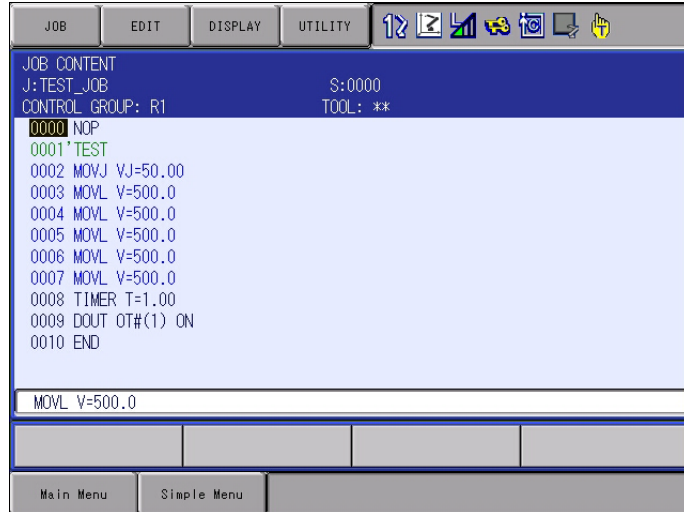 JOB EDIT DISPLAY UTILITY
JOB CONTENT
J:TEST_JOB S:0000
CONTROL GROUP: R1 TOOL: **
0000 NOP
0001'TEST
0002 MOVJ VJ=50.00
0003 MOVL V=500.0
0004 MOVL V=500.0
0005 MOVL V=500.0
0006 MOVL V=500.0
0007 MOVL V=500.0
0008 TIMER T=1.00
0009 DOUT OT#(1) ON
0010 END
MOVL V=500.0
Main Menu Simple Menu